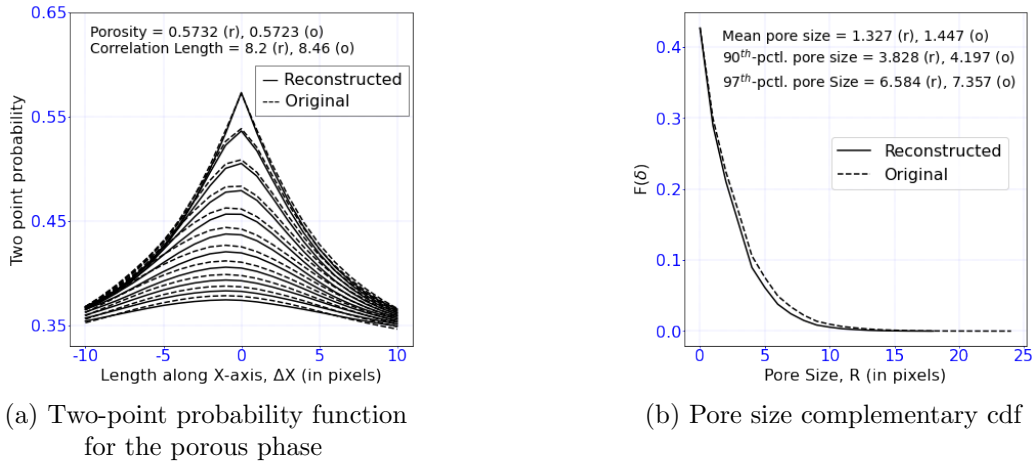 0.65
Porosity = 0.5732 (r), 0.5723 (o)
Correlation Length = 8.2 (r), 8.46 (o)
Reconstructed
Original
0.55
0.45
0.35
Two point probability
-10 -5 0 5 10
Length along X-axis, ΔX (in pixels)
(a) Two-point probability function
for the porous phase
Mean pore size = 1.327 (r), 1.447 (o)
90th-pctl. pore size = 3.828 (r), 4.197 (o)
97th-pctl. pore Size = 6.584 (r), 7.357 (o)
Reconstructed
Original
0.4
0.3
0.2
0.1
0.0
F(δ)
0 5 10 15 20 25
Pore Size, R (in pixels)
(b) Pore size complementary cdf